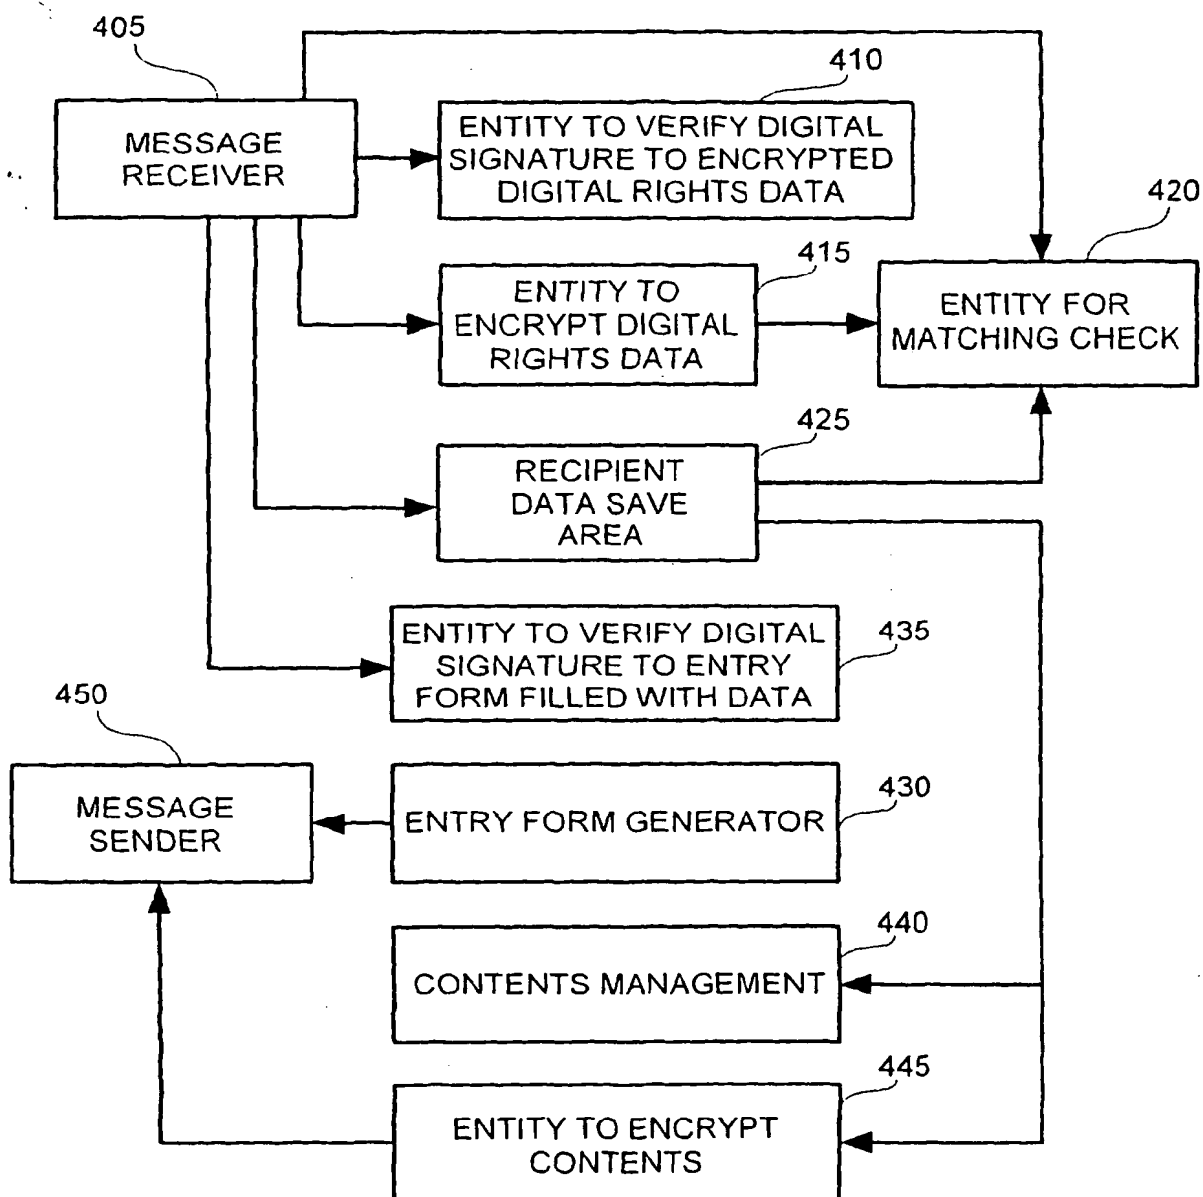 405
410
MESSAGE
RECEIVER
ENTITY TO VERIFY DIGITAL
SIGNATURE TO ENCRYPTED
DIGITAL RIGHTS DATA
420
415
ENTITY TO
ENCRYPT DIGITAL
RIGHTS DATA
ENTITY FOR
MATCHING CHECK
425
RECIPIENT
DATA SAVE
AREA
ENTITY TO VERIFY DIGITAL
SIGNATURE TO ENTRY
FORM FILLED WITH DATA
435
450
MESSAGE
SENDER
ENTRY FORM GENERATOR
430
440
CONTENTS MANAGEMENT
445
ENTITY TO ENCRYPT
CONTENTS